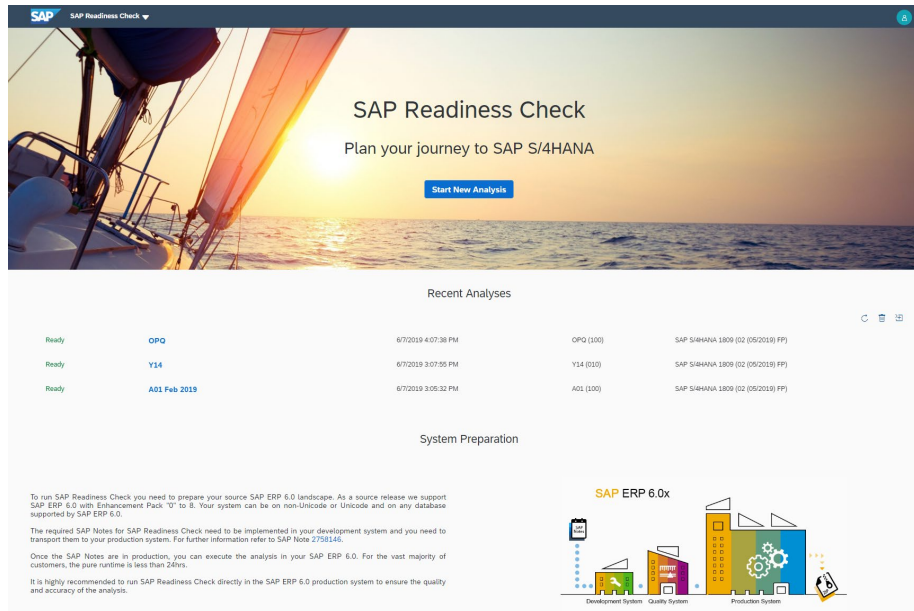 SAP SAP Readiness Check
SAP Readiness Check
Plan your journey to SAP S/4HANA
Start New Analysis
Recent Analyses
Ready OPQ 6/7/2019 4:07:38 PM OPQ (100) SAP S/4HANA 1809 (02 (05/2019) FP)
Ready Y14 6/7/2019 3:07:55 PM Y14 (010) SAP S/4HANA 1809 (02 (05/2019) FP)
Ready A01 Feb 2019 6/7/2019 3:05:32 PM A01 (100) SAP S/4HANA 1809 (02 (05/2019) FP)
System Preparation
To run SAP Readiness Check you need to prepare your source SAP ERP 6.0 landscape. As a source release we support
SAP ERP 6.0 with Enhancement Pack "0" to 8. Your system can be on non-Unicode or Unicode and on any database
supported by SAP ERP 6.0.
The required SAP Notes for SAP Readiness Check need to be implemented in your development system and you need to
transport them to your production system. For further information refer to SAP Note 2758146.
Once the SAP Notes are in production, you can execute the analysis in your SAP ERP 6.0. For the vast majority of
customers, the pure runtime is less than 24hrs.
It is highly recommended to run SAP Readiness Check directly in the SAP ERP 6.0 production system to ensure the quality
and accuracy of the analysis.
SAP ERP 6.0x
SAP
Notes
Development System Quality System Production System